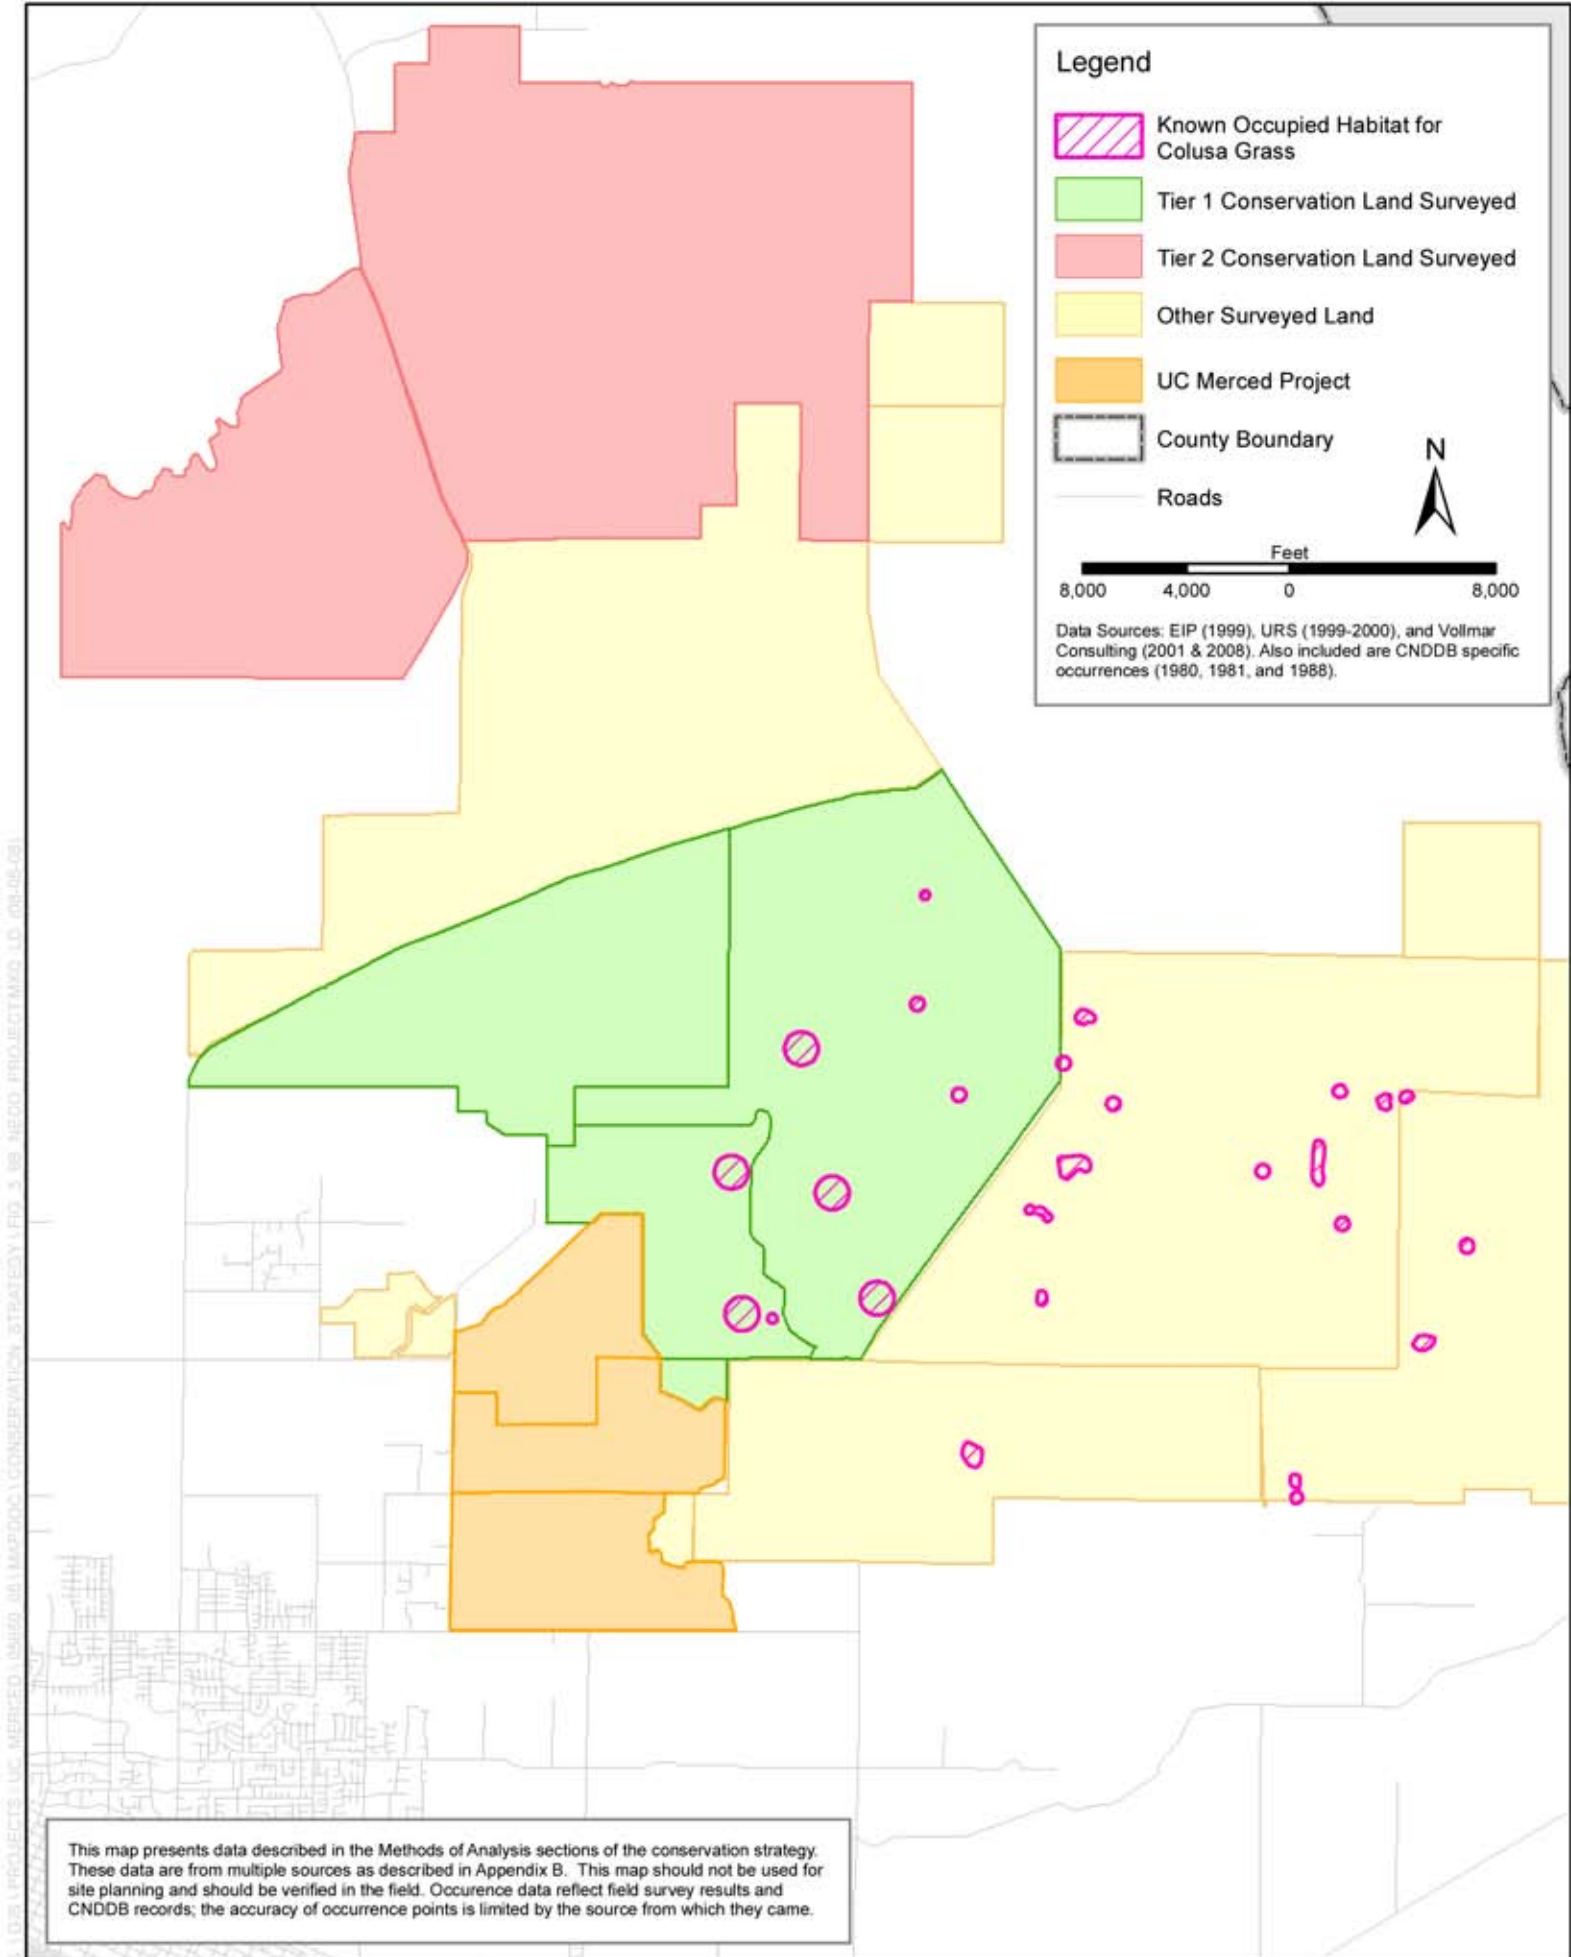 Legend
Known Occupied Habitat for
Colusa Grass
Tier 1 Conservation Land Surveyed
Tier 2 Conservation Land Surveyed
Other Surveyed Land
UC Merced Project
County Boundary
N
Roads
Feet
8,000 4,000 0 8,000
Data Sources: EIP (1999), URS (1999-2000), and Vollmar
Consulting (2001 & 2008). Also included are CNDDB specific
occurrences (1980, 1981, and 1988).
This map presents data described in the Methods of Analysis sections of the conservation strategy.
These data are from multiple sources as described in Appendix B. This map should not be used for
site planning and should be verified in the field. Occurence data reflect field survey results and
CNDDB records; the accuracy of occurrence points is limited by the source from which they came.
PROJECTS UC MERCED CONSERVATION STRATEGY